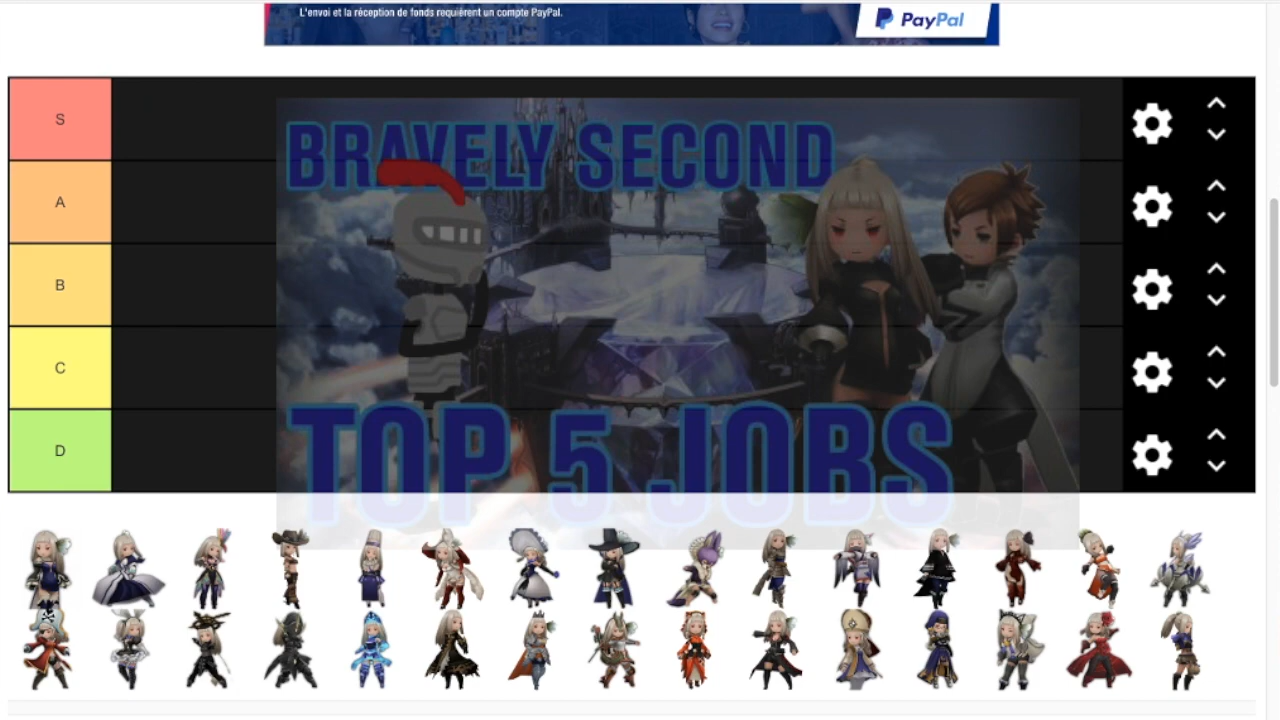 L'envoi et la réception de fonds requièrent un compte PayPal.
PayPal
S
A
B
C
D
BRAVELY SECOND
TOP 5 JOBS